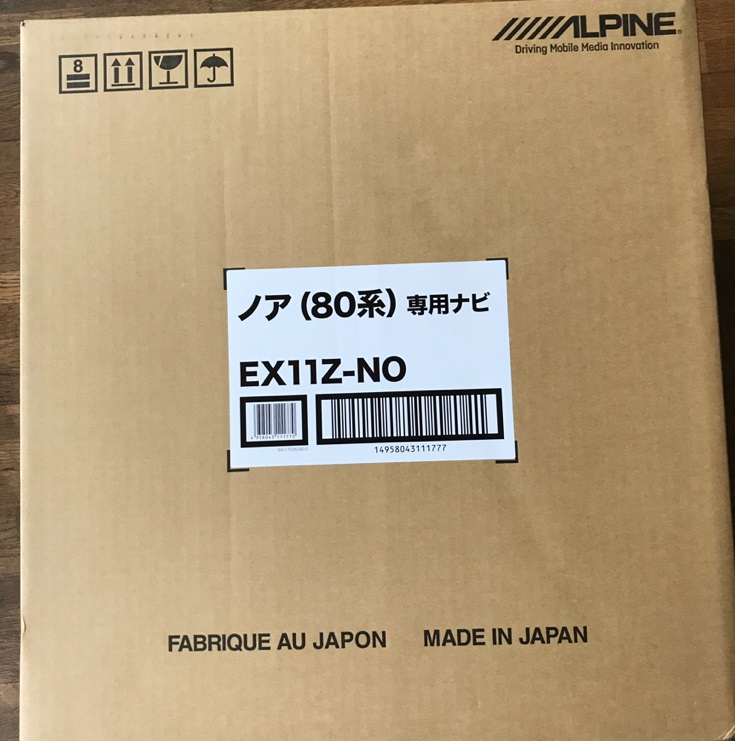 8
ALPINE
Driving Mobile Media Innovation
ノア（80系）専用ナビ
EX11Z-NO
14958043111777
FABRIQUE AU JAPON MADE IN JAPAN